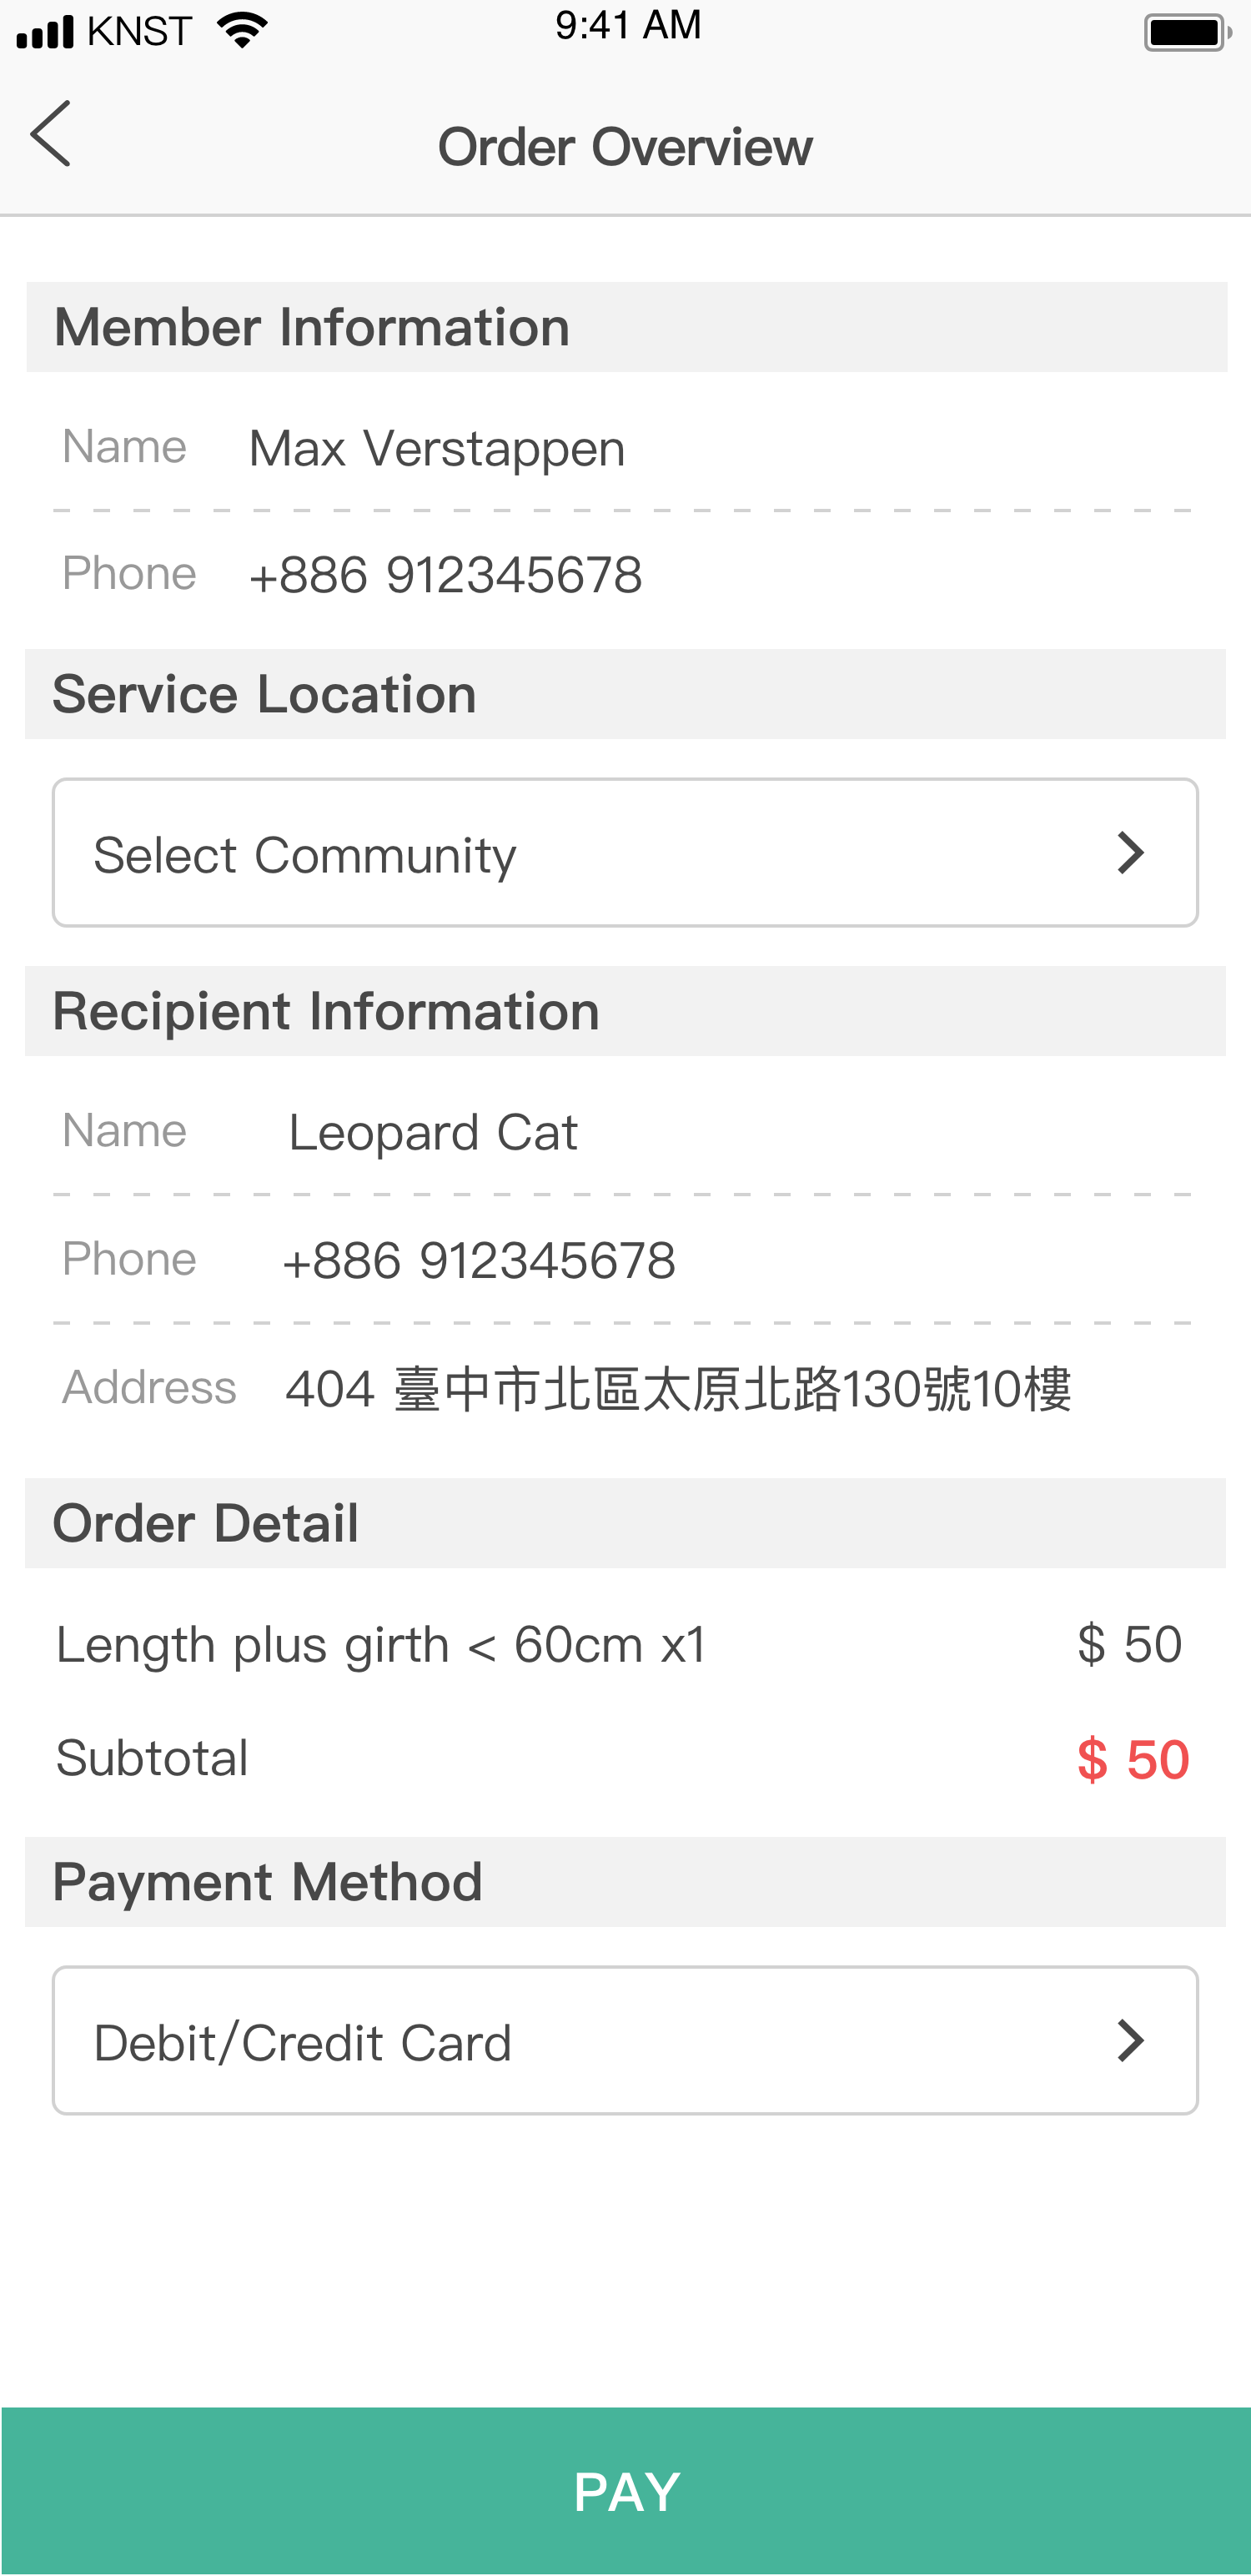 KNST 9:41 AM
Order Overview
Member Information
Name Max Verstappen
Phone +886 912345678
Service Location
Select Community
Recipient Information
Name Leopard Cat
Phone +886 912345678
Address 404 臺中市北區太原北路130號10樓
Order Detail
Length plus girth < 60cm x1 $ 50
Subtotal $ 50
Payment Method
Debit/Credit Card
PAY